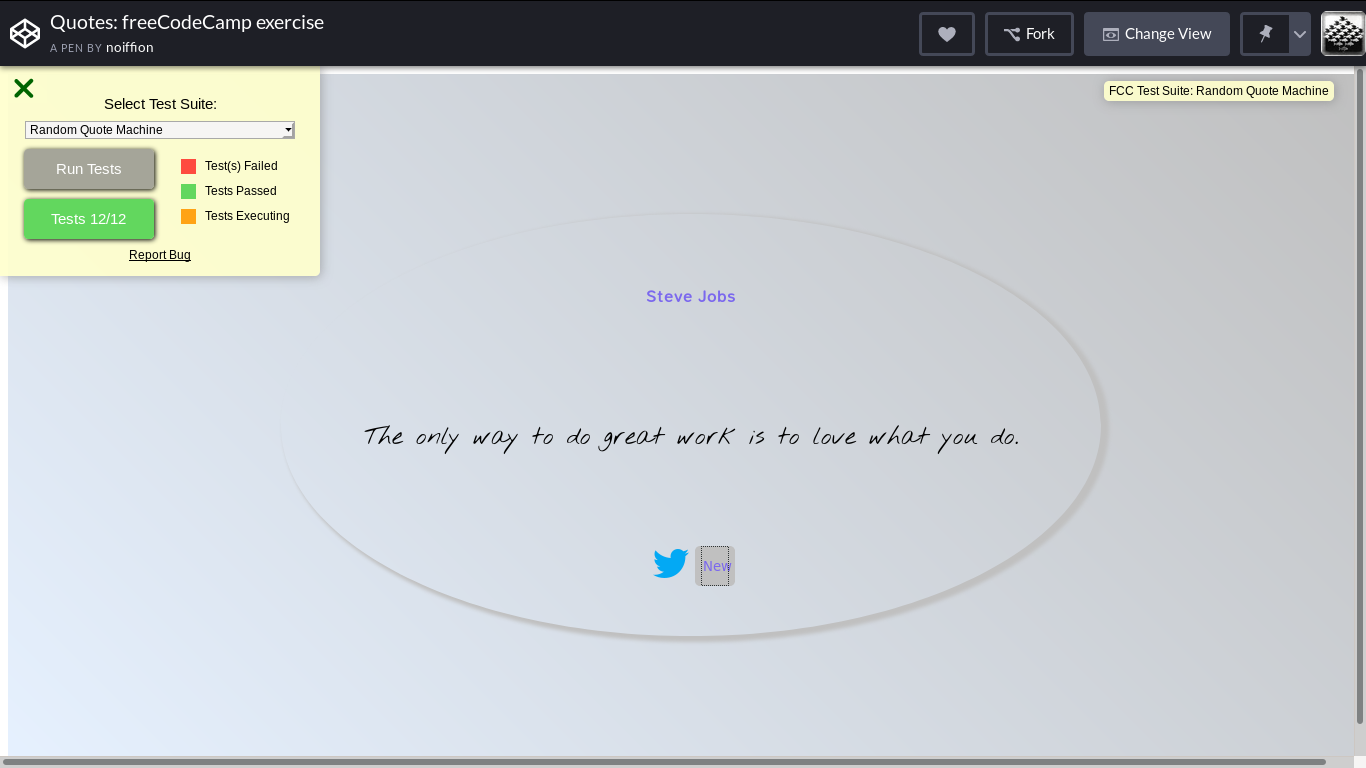 Quotes: freeCodeCamp exercise
A PEN BY noiffion
Fork
Change View
Select Test Suite:
Random Quote Machine
Run Tests
Tests 12/12
Test(s) Failed
Tests Passed
Tests Executing
Report Bug
FCC Test Suite: Random Quote Machine
Steve Jobs
The only way to do great work is to love what you do.
New